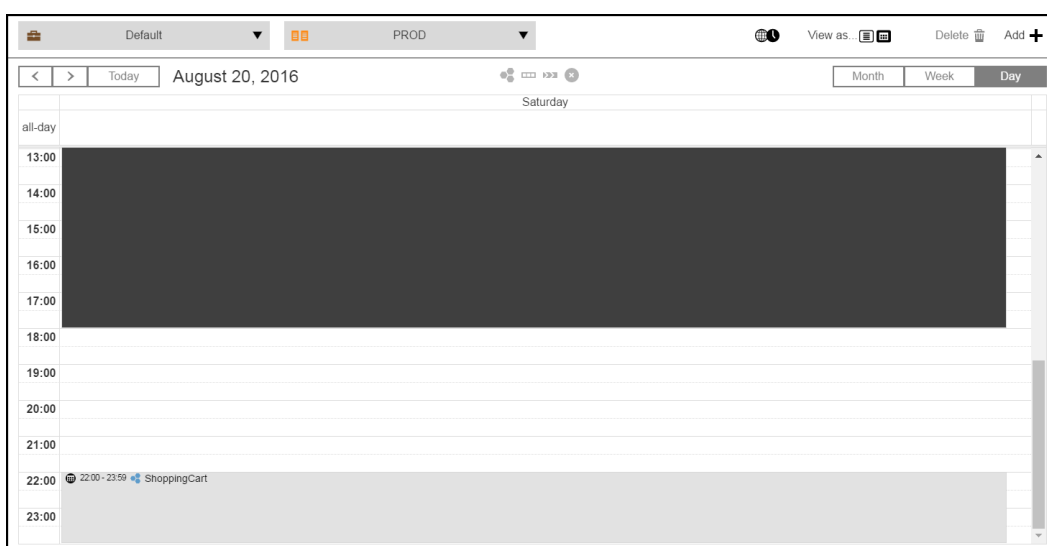 Default PROD View as... Delete Add
< > Today August 20, 2016 Month Week Day
Saturday
all-day
13:00
14:00
15:00
16:00
17:00
18:00
19:00
20:00
21:00
22:00 22:00 - 23:59 ShoppingCart
23:00